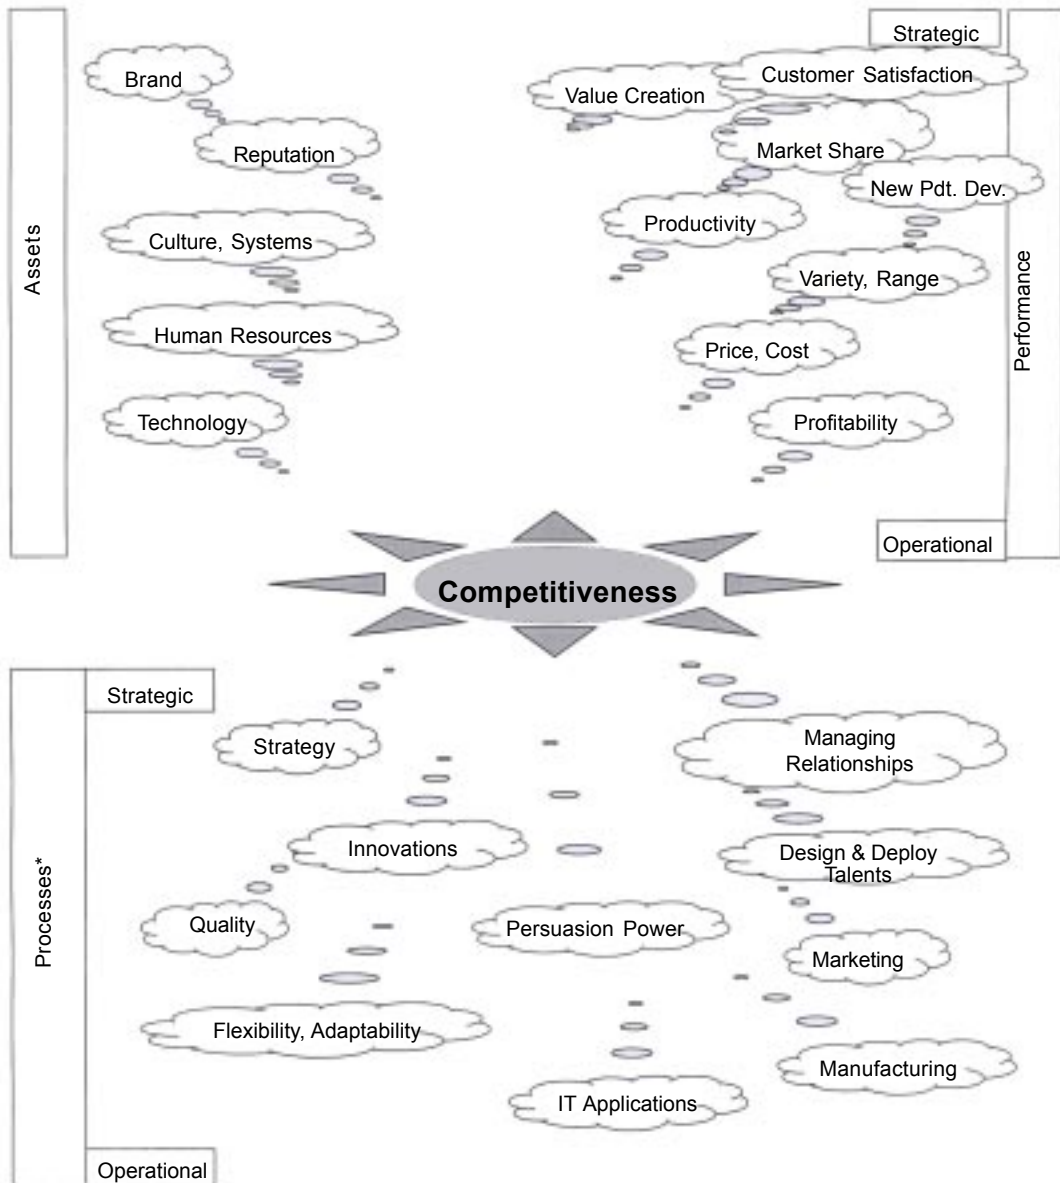 Assets
Brand
Reputation
Culture, Systems
Human Resources
Technology
Strategic
Performance
Value Creation
Customer Satisfaction
Market Share
New Pdt. Dev.
Productivity
Variety, Range
Price, Cost
Profitability
Operational
Competitiveness
Processes*
Strategic
Strategy
Managing
Relationships
Innovations
Design & Deploy
Talents
Quality
Persuasion Power
Marketing
Flexibility, Adaptability
Manufacturing
IT Applications
Operational